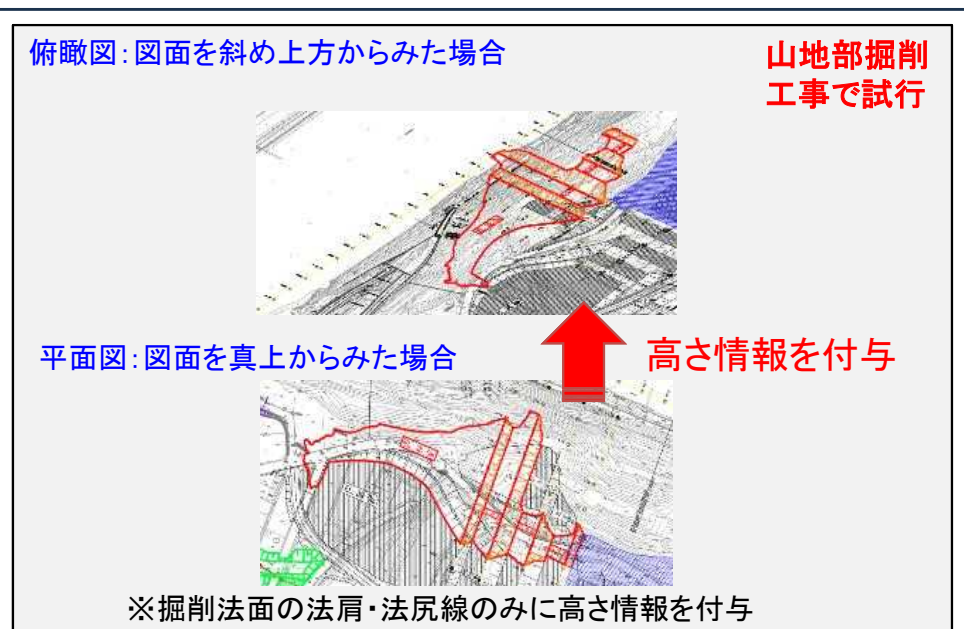 俯瞰図：図面を斜め上方からみた場合
山地部掘削
工事で試行
平面図：図面を真上からみた場合
高さ情報を付与
※掘削法面の法肩・法尻線のみに高さ情報を付与